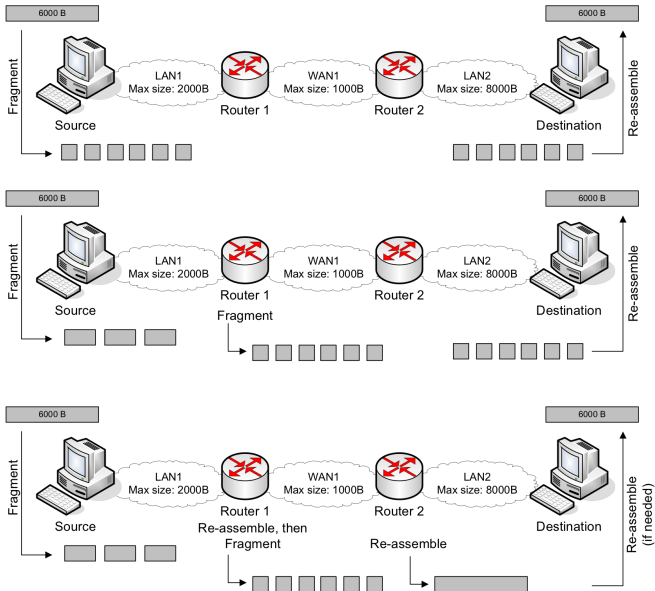 6000 B
6000 B
Fragment
LAN1
Max size: 2000B
WAN1
Max size: 1000B
LAN2
Max size: 8000B
Re-assemble
Source
Router 1
Router 2
Destination
6000 B
6000 B
Fragment
LAN1
Max size: 2000B
WAN1
Max size: 1000B
LAN2
Max size: 8000B
Re-assemble
Source
Router 1
Router 2
Destination
Fragment
6000 B
6000 B
Fragment
LAN1
Max size: 2000B
WAN1
Max size: 1000B
LAN2
Max size: 8000B
Re-assemble
(if needed)
Source
Router 1
Router 2
Destination
Re-assemble, then
Fragment
Re-assemble